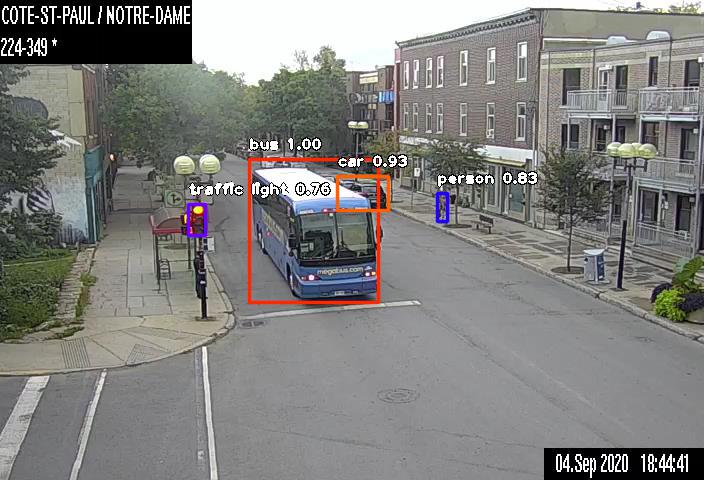 COTE-ST-PAUL / NOTRE-DAME
224-349 *
bus 1.00
car 0.93
person 0.83
traffic light 0.76
megabus.com
04.Sep 2020 18:44:41